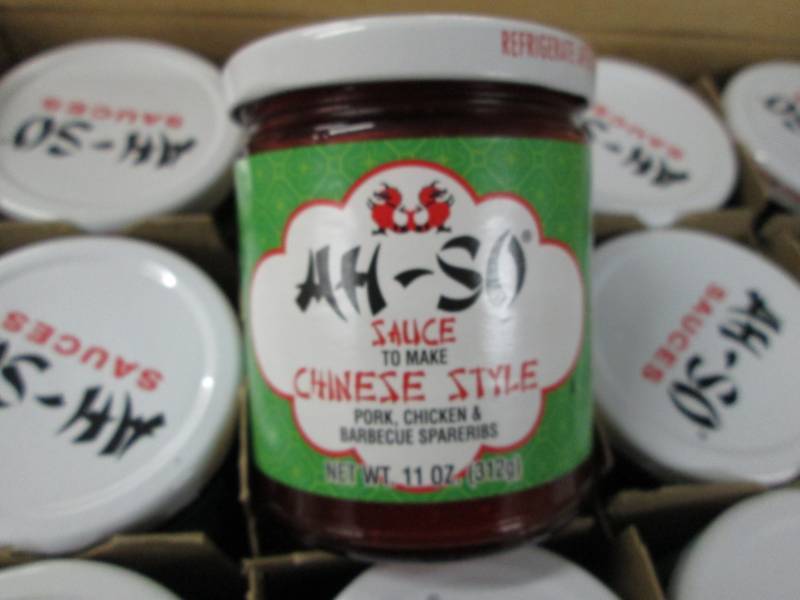 REFRIGERATE
AH-SO®
SAUCE
TO MAKE
CHINESE STYLE
PORK, CHICKEN &
BARBECUE SPARERIBS
NET WT. 11 OZ. (312g)
AH-SO
SAUCES
AH-SO
SAUCES
AH-SO
SAUCES
AH-SO
SAUCES